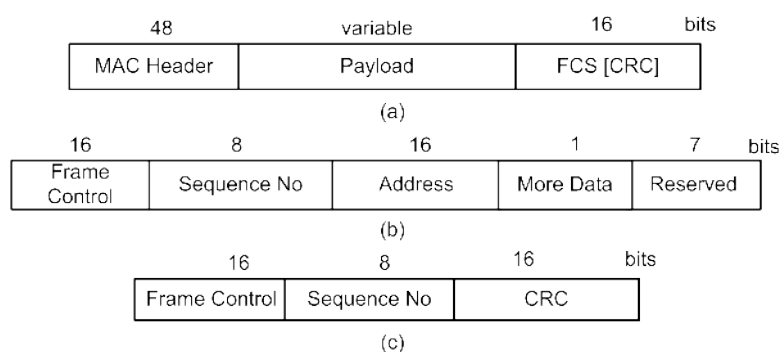 48 variable 16 bits
MAC Header Payload FCS [CRC]
(a)
16 8 16 1 7 bits
Frame Control Sequence No Address More Data Reserved
(b)
16 8 16 bits
Frame Control Sequence No CRC
(c)